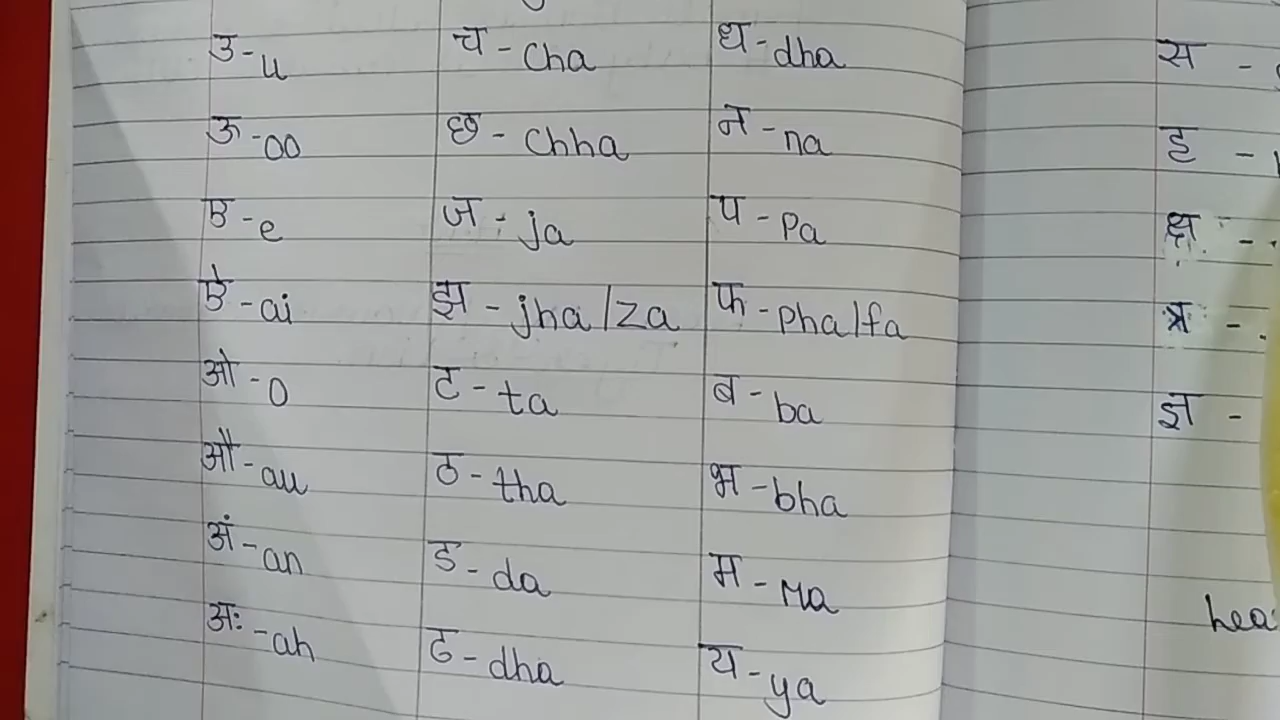 उ - u च - cha ध - dha स -
ऊ - oo छ - chha न - na ह -
ए - e ज - ja प - pa क्ष -
ऐ - ai झ - jha/za फ - pha/fa त्र -
ओ - o ट - ta ब - ba ज्ञ -
औ - au ठ - tha भ - bha
अं - an ड - da म - ma
अः - ah ढ - dha य - ya